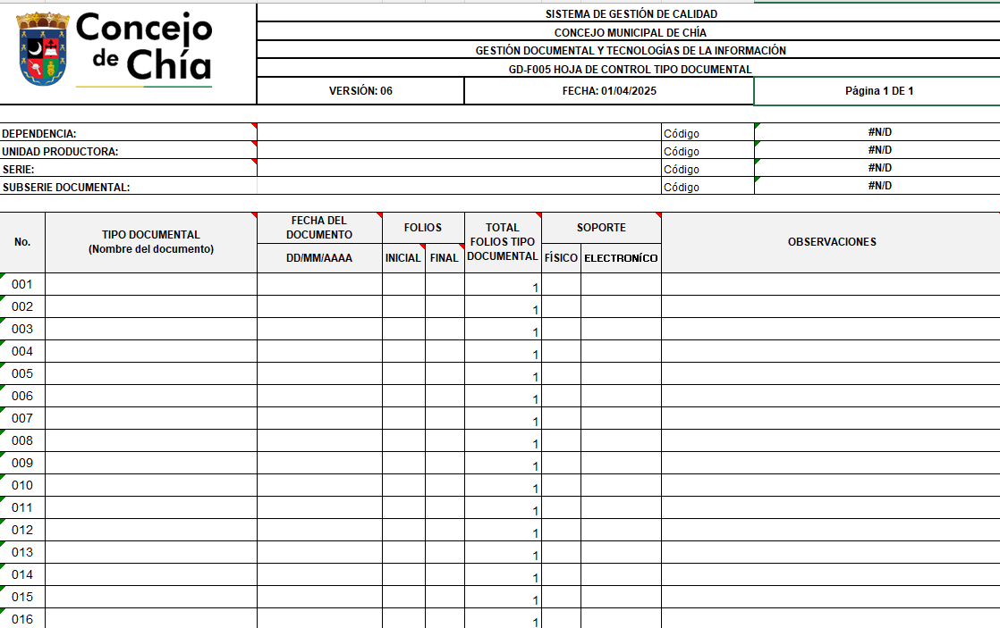 Concejo
de Chía
SISTEMA DE GESTIÓN DE CALIDAD
CONCEJO MUNICIPAL DE CHÍA
GESTIÓN DOCUMENTAL Y TECNOLOGÍAS DE LA INFORMACIÓN
GD-F005 HOJA DE CONTROL TIPO DOCUMENTAL
VERSIÓN: 06 FECHA: 01/04/2025 Página 1 DE 1
DEPENDENCIA: Código #N/D
UNIDAD PRODUCTORA: Código #N/D
SERIE: Código #N/D
SUBSERIE DOCUMENTAL: Código #N/D
No.
TIPO DOCUMENTAL
(Nombre del documento)
FECHA DEL
DOCUMENTO
DD/MM/AAAA
FOLIOS
INICIAL FINAL
TOTAL
FOLIOS TIPO
DOCUMENTAL
SOPORTE
FÍSICO ELECTRONÍCO
OBSERVACIONES
001 1
002 1
003 1
004 1
005 1
006 1
007 1
008 1
009 1
010 1
011 1
012 1
013 1
014 1
015 1
016 1